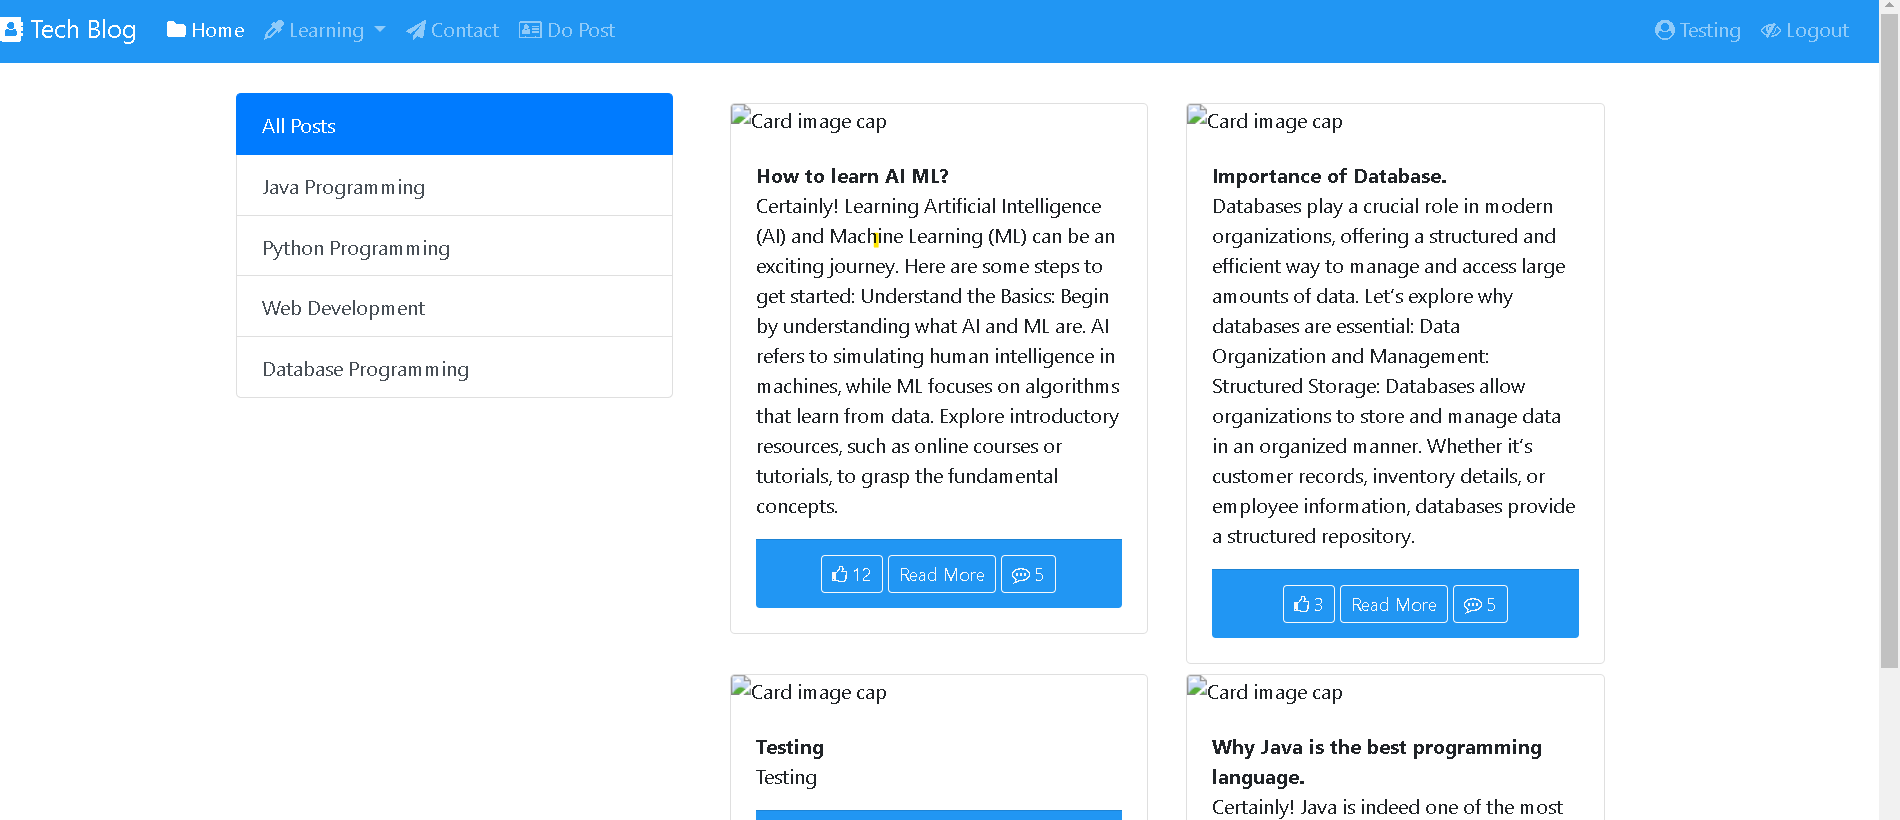 Tech Blog Home Learning Contact Do Post Testing Logout
All Posts
Java Programming
Python Programming
Web Development
Database Programming
Card image cap
How to learn AI ML?
Certainly! Learning Artificial Intelligence
(AI) and Machine Learning (ML) can be an
exciting journey. Here are some steps to
get started: Understand the Basics: Begin
by understanding what AI and ML are. AI
refers to simulating human intelligence in
machines, while ML focuses on algorithms
that learn from data. Explore introductory
resources, such as online courses or
tutorials, to grasp the fundamental
concepts.
12 Read More 5
Card image cap
Importance of Database.
Databases play a crucial role in modern
organizations, offering a structured and
efficient way to manage and access large
amounts of data. Let’s explore why
databases are essential: Data
Organization and Management:
Structured Storage: Databases allow
organizations to store and manage data
in an organized manner. Whether it’s
customer records, inventory details, or
employee information, databases provide
a structured repository.
3 Read More 5
Card image cap
Testing
Testing
Card image cap
Why Java is the best programming
language.
Certainly! Java is indeed one of the most